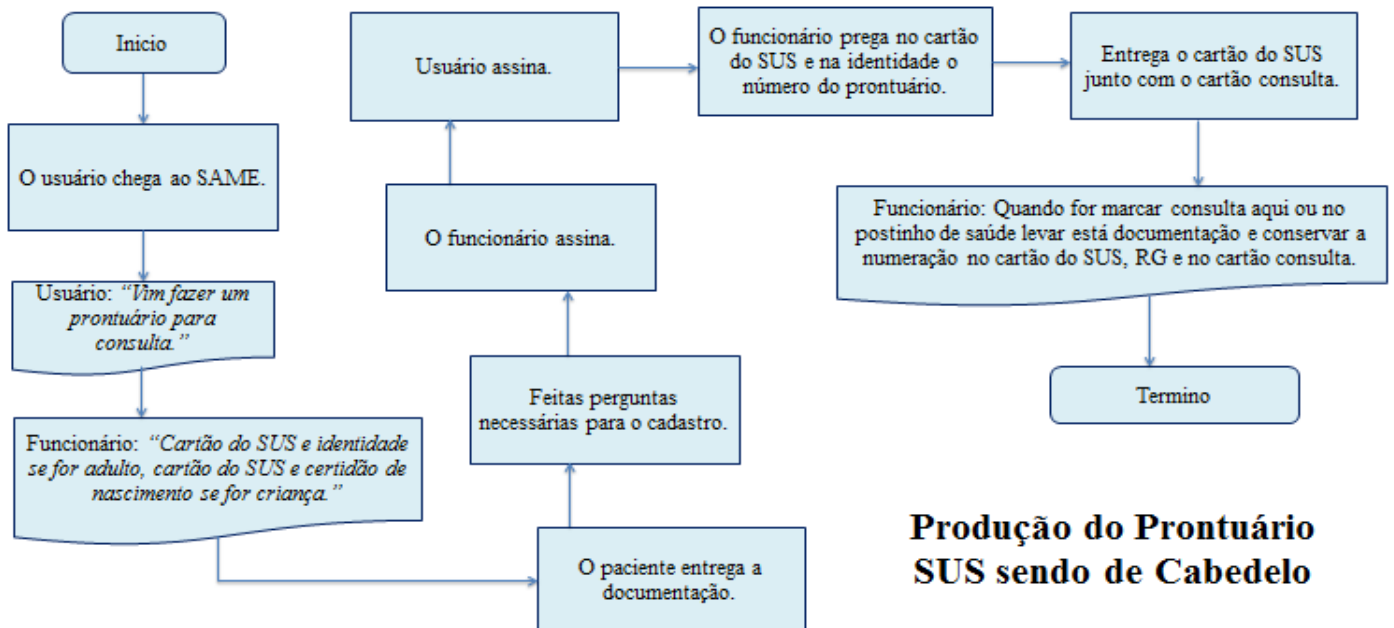 Inicio
O usuário chega ao SAME.
Usuário: “Vim fazer um
prontuário para
consulta.”
Funcionário: “Cartão do SUS e identidade
se for adulto, cartão do SUS e certidão de
nascimento se for criança.”
O paciente entrega a
documentação.
Feitas perguntas
necessárias para o cadastro.
O funcionário assina.
Usuário assina.
O funcionário prega no cartão
do SUS e na identidade o
número do prontuário.
Entrega o cartão do SUS
junto com o cartão consulta.
Funcionário: Quando for marcar consulta aqui ou no
postinho de saúde levar está documentação e conservar a
numeração no cartão do SUS, RG e no cartão consulta.
Termino
Produção do Prontuário
SUS sendo de Cabedelo